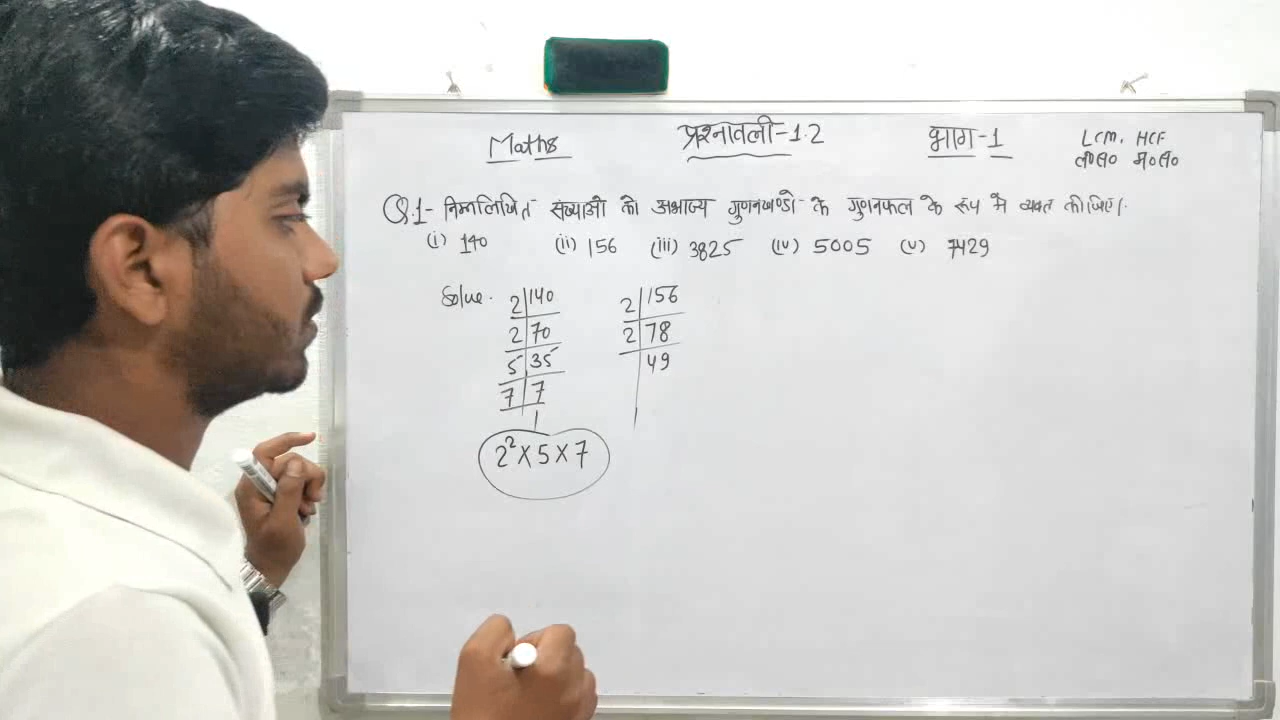 Maths प्रश्नावली-1.2 भाग-1 LCM, HCF
ल०स० म०स०
Q.1- निम्नलिखित संख्याओं को अभाज्य गुणनखण्डो के गुणनफल के रूप मे व्यक्त कीजिए।
(i) 140 (ii) 156 (iii) 3825 (iv) 5005 (v) 7429
Solve. 2 140 2 156
2 70 2 78
5 35 49
7 7
1
2² × 5 × 7